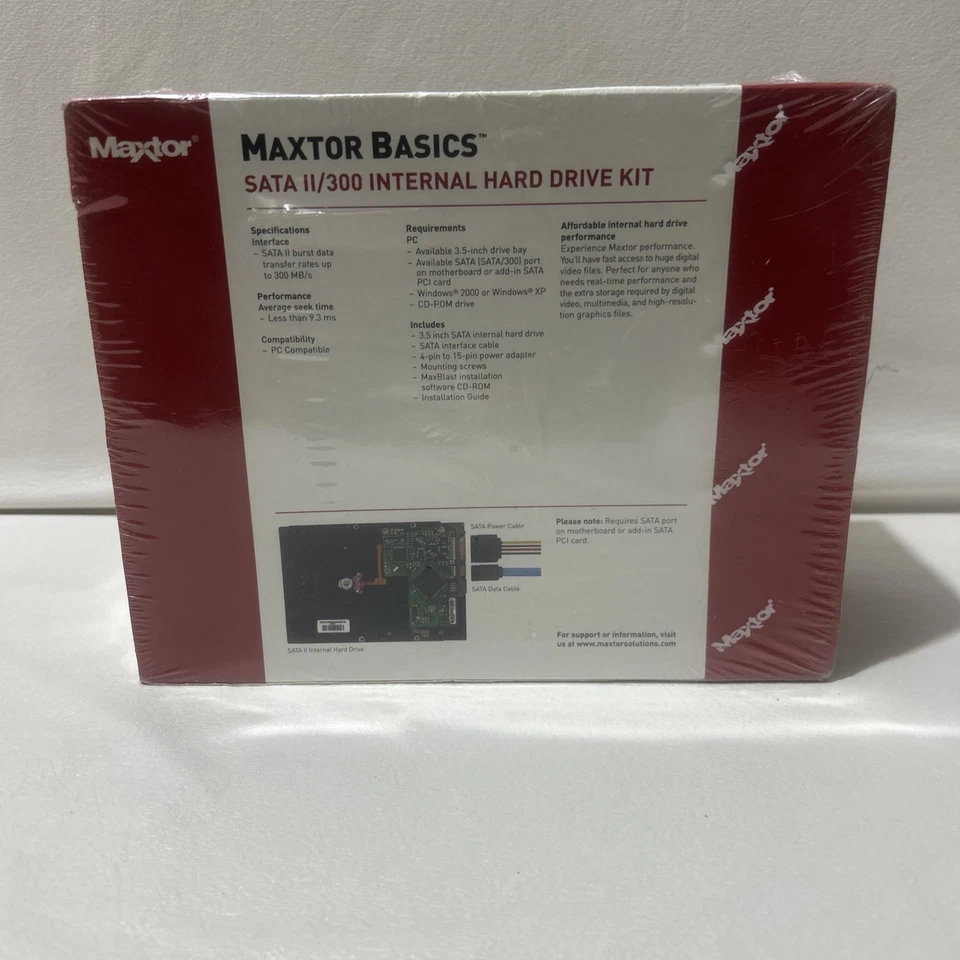 Maxtor®
MAXTOR BASICS™
SATA II/300 INTERNAL HARD DRIVE KIT
Specifications
Interface
– SATA II burst data
transfer rates up
to 300 MB/s
Performance
Average seek time
– Less than 9.3 ms
Compatibility
– PC Compatible
Requirements
PC
– Available 3.5-inch drive bay
– Available SATA (SATA/300) port
on motherboard or add-in SATA
PCI card
– Windows® 2000 or Windows® XP
– CD-ROM drive
Includes
– 3.5 inch SATA internal hard drive
– SATA interface cable
– 4-pin to 15-pin power adapter
– Mounting screws
– MaxBlast installation
software CD-ROM
– Installation Guide
Affordable internal hard drive
performance
Experience Maxtor performance.
You'll have fast access to huge digital
video files. Perfect for anyone who
needs real-time performance and
the extra storage required by digital
video, multimedia, and high-resolu-
tion graphics files.
SATA Power Cable
SATA Data Cable
SATA II Internal Hard Drive
Please note: Requires SATA port
on motherboard or add-in SATA
PCI card.
For support or information, visit
us at www.maxtorsolutions.com
Maxtor
Maxtor
Maxtor
Maxtor